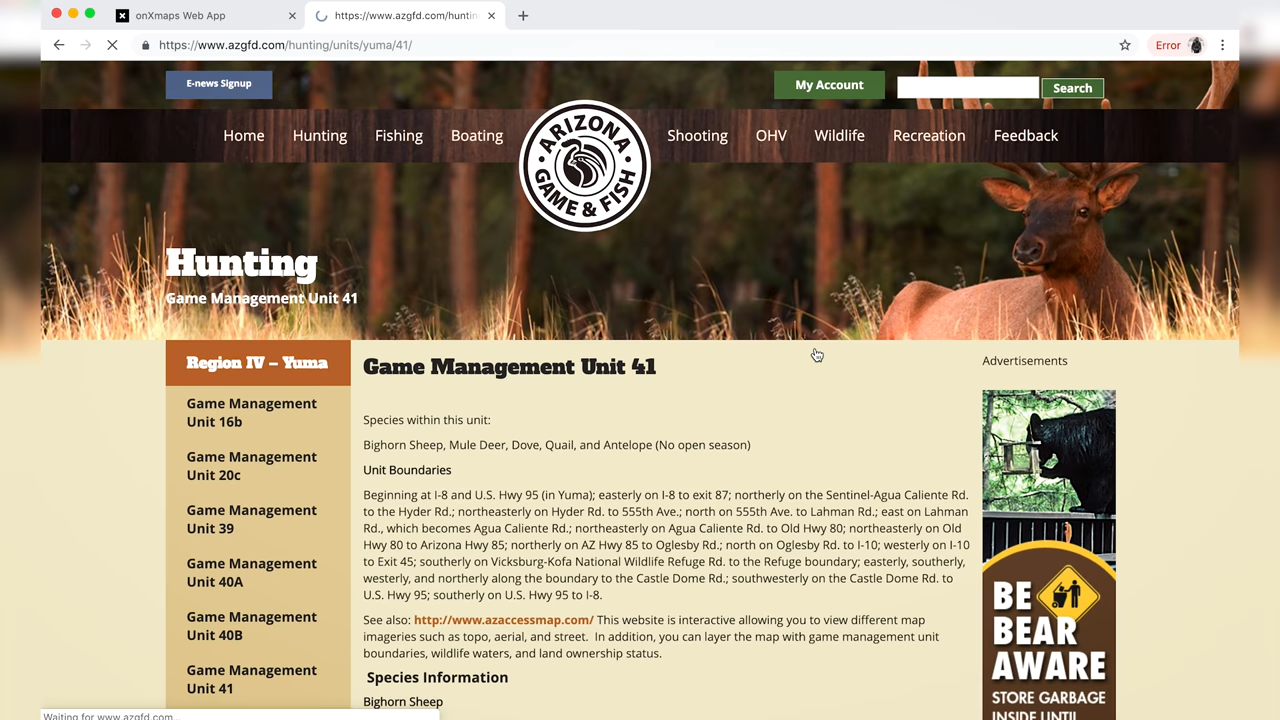 onXmaps Web App
https://www.azgfd.com/huntin
https://www.azgfd.com/hunting/units/yuma/41/
Error
E-news Signup
My Account
Search
Home
Hunting
Fishing
Boating
ARIZONA
GAME & FISH
Shooting
OHV
Wildlife
Recreation
Feedback
Hunting
Game Management Unit 41
Region IV – Yuma
Game Management
Unit 16b
Game Management
Unit 20c
Game Management
Unit 39
Game Management
Unit 40A
Game Management
Unit 40B
Game Management
Unit 41
Game Management Unit 41
Species within this unit:
Bighorn Sheep, Mule Deer, Dove, Quail, and Antelope (No open season)
Unit Boundaries
Beginning at I-8 and U.S. Hwy 95 (in Yuma); easterly on I-8 to exit 87; northerly on the Sentinel-Agua Caliente Rd.
to the Hyder Rd.; northeasterly on Hyder Rd. to 555th Ave.; north on 555th Ave. to Lahman Rd.; east on Lahman
Rd., which becomes Agua Caliente Rd.; northeasterly on Agua Caliente Rd. to Old Hwy 80; northeasterly on Old
Hwy 80 to Arizona Hwy 85; northerly on AZ Hwy 85 to Oglesby Rd.; north on Oglesby Rd. to I-10; westerly on I-10
to Exit 45; southerly on Vicksburg-Kofa National Wildlife Refuge Rd. to the Refuge boundary; easterly, southerly,
westerly, and northerly along the boundary to the Castle Dome Rd.; southwesterly on the Castle Dome Rd. to
U.S. Hwy 95; southerly on U.S. Hwy 95 to I-8.
See also: http://www.azaccessmap.com/ This website is interactive allowing you to view different map
imageries such as topo, aerial, and street. In addition, you can layer the map with game management unit
boundaries, wildlife waters, and land ownership status.
Species Information
Bighorn Sheep
Advertisements
BE
BEAR
AWARE
STORE GARBAGE
INSIDE UNTIL
Waiting for www.azgfd.com...